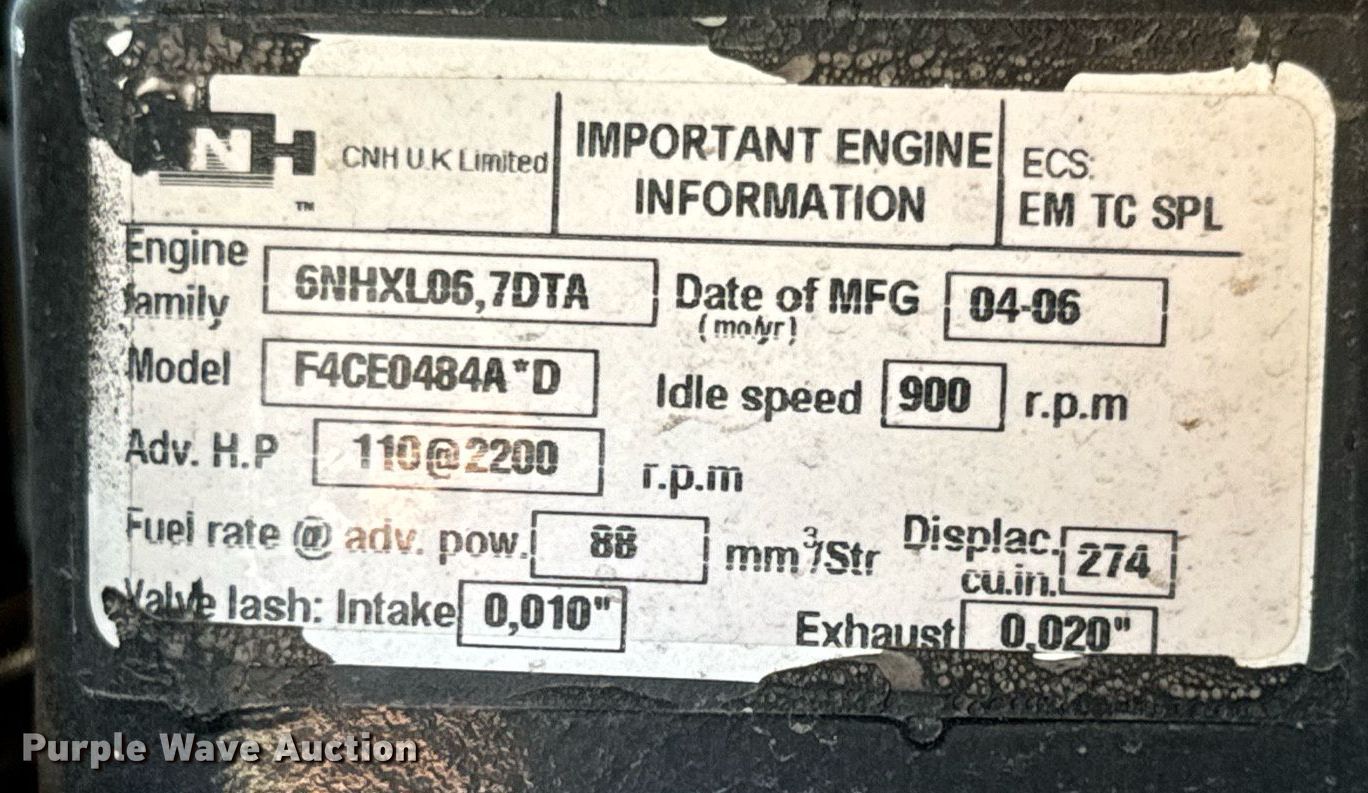 NH
™
CNH U.K Limited
IMPORTANT ENGINE
INFORMATION
ECS:
EM TC SPL
Engine family 6NHXL06,7DTA
Date of MFG 04-06
(mo/yr)
Model F4CE0484A*D
Idle speed 900 r.p.m
Adv. H.P 110@2200 r.p.m
Fuel rate @ adv. pow. 88 mm³/Str
Displac. cu.in. 274
Valve lash: Intake 0,010"
Exhaust 0,020"
Purple Wave Auction